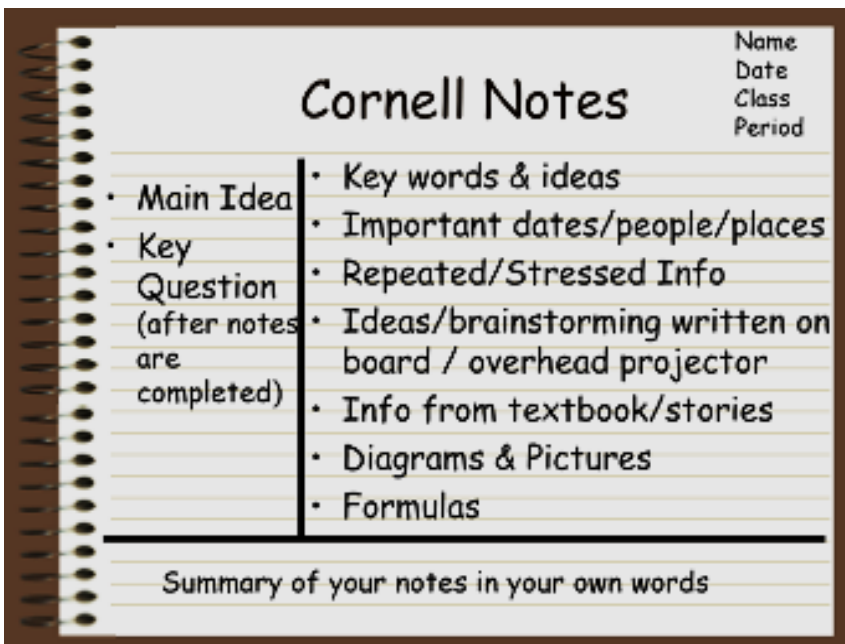 Name
Date
Class
Period
Cornell Notes
• Main Idea
• Key
Question
(after notes
are
completed)
• Key words & ideas
• Important dates/people/places
• Repeated/Stressed Info
• Ideas/brainstorming written on
board / overhead projector
• Info from textbook/stories
• Diagrams & Pictures
• Formulas
Summary of your notes in your own words